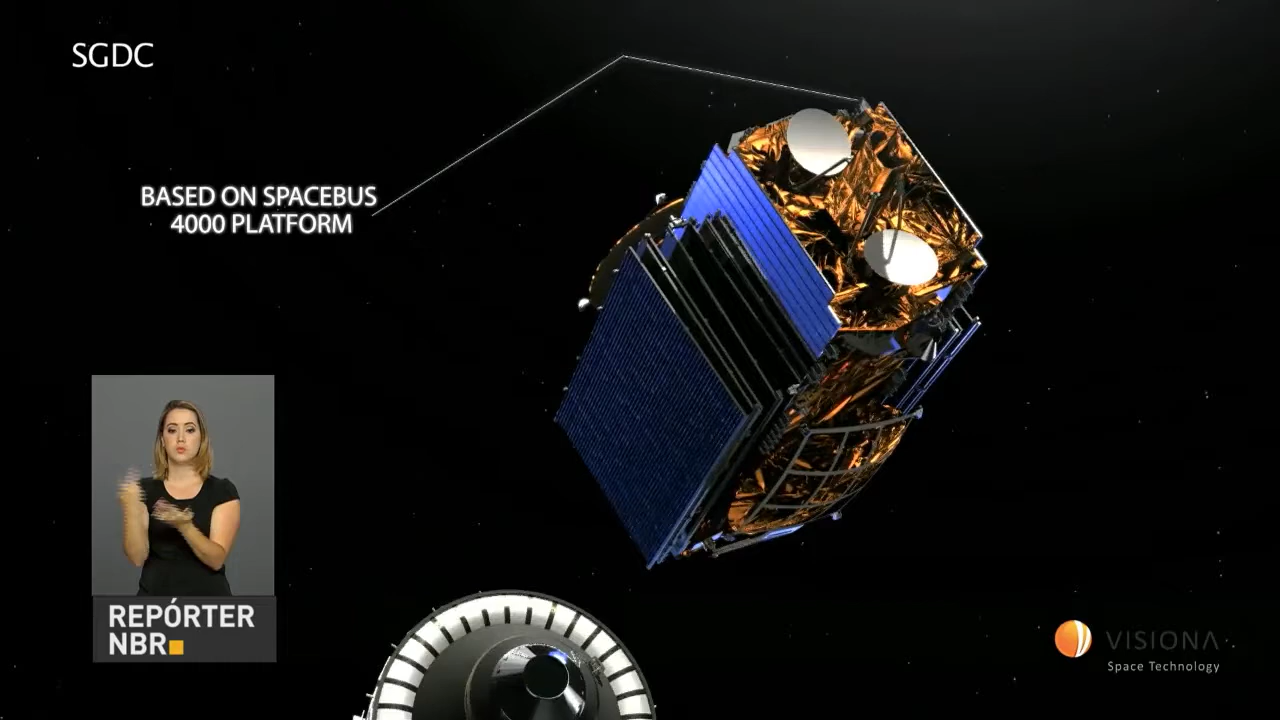 SGDC
BASED ON SPACEBUS
4000 PLATFORM
REPÓRTER
NBR
VISIONA
Space Technology